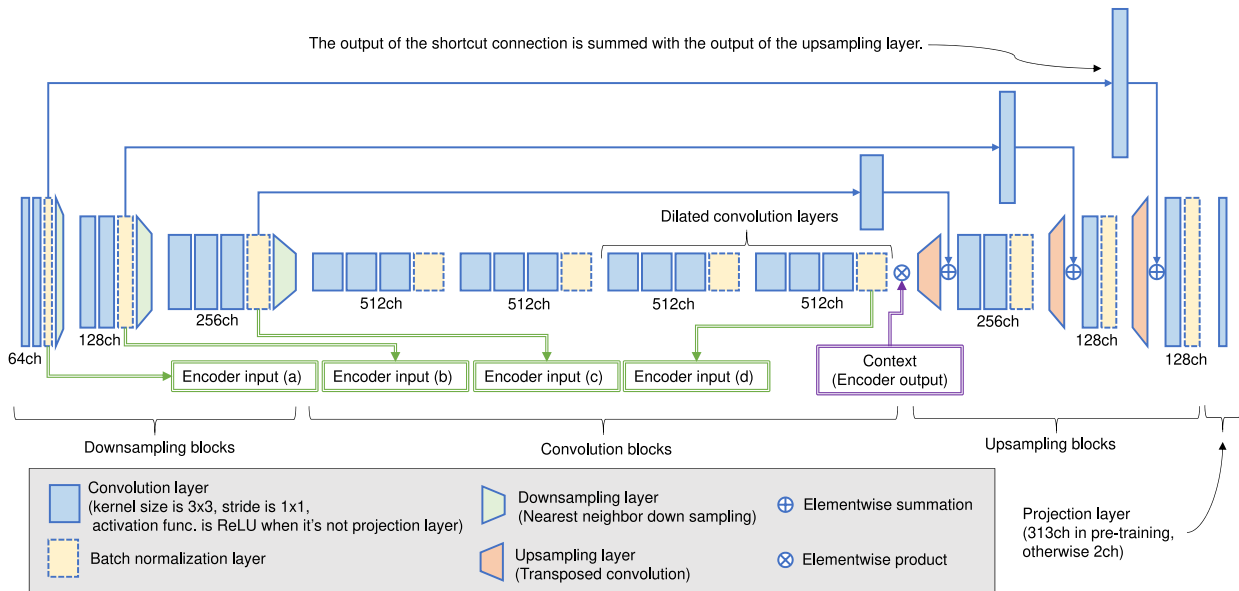 The output of the shortcut connection is summed with the output of the upsampling layer.
Dilated convolution layers
64ch
128ch
256ch
512ch
512ch
512ch
512ch
256ch
128ch
128ch
Encoder input (a)
Encoder input (b)
Encoder input (c)
Encoder input (d)
Context
(Encoder output)
Downsampling blocks
Convolution blocks
Upsampling blocks
Convolution layer
(kernel size is 3x3, stride is 1x1,
activation func. is ReLU when it's not projection layer)
Batch normalization layer
Downsampling layer
(Nearest neighbor down sampling)
Upsampling layer
(Transposed convolution)
Elementwise summation
Elementwise product
Projection layer
(313ch in pre-training,
otherwise 2ch)